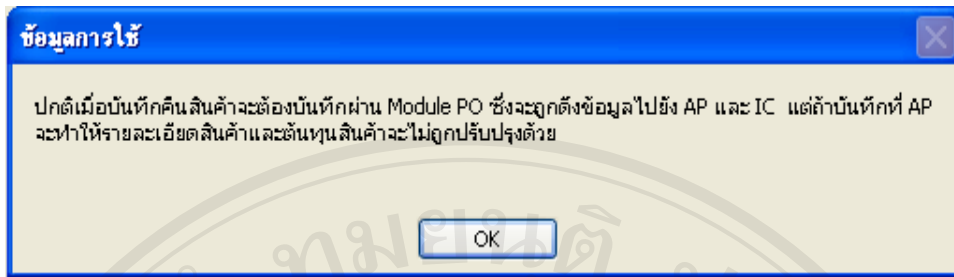 ข้อมูลการใช้
ปกติเมื่อบันทึกคืนสินค้าจะต้องบันทึกผ่าน Module PO ซึ่งจะถูกดึงข้อมูลไปยัง AP และ IC แต่ถ้าบันทึกที่ AP
จะทำให้รายละเอียดสินค้าและต้นทุนสินค้าจะไม่ถูกปรับปรุงด้วย
OK